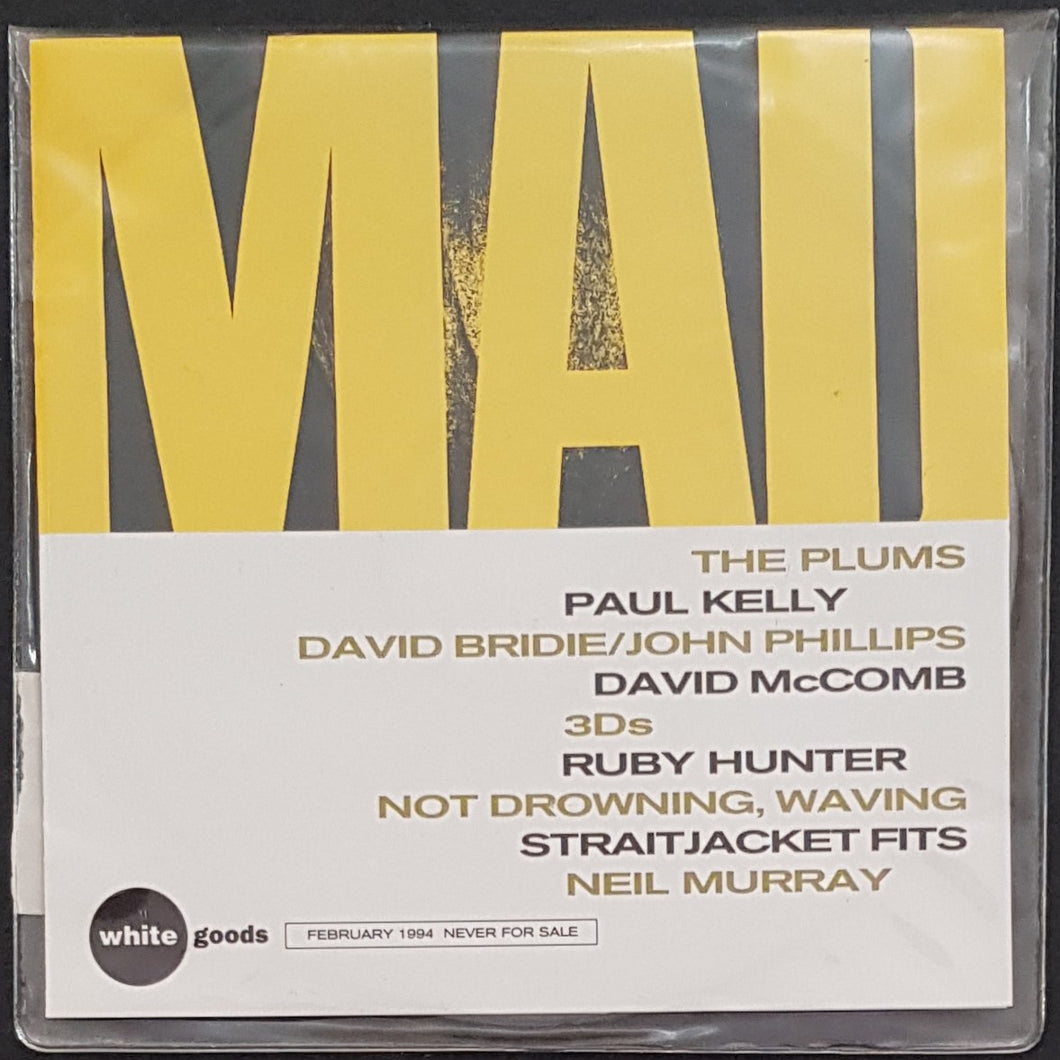 MAD
THE PLUMS
PAUL KELLY
DAVID BRIDIE/JOHN PHILLIPS
DAVID McCOMB
3Ds
RUBY HUNTER
NOT DROWNING, WAVING
STRAITJACKET FITS
NEIL MURRAY
white goods FEBRUARY 1994 NEVER FOR SALE